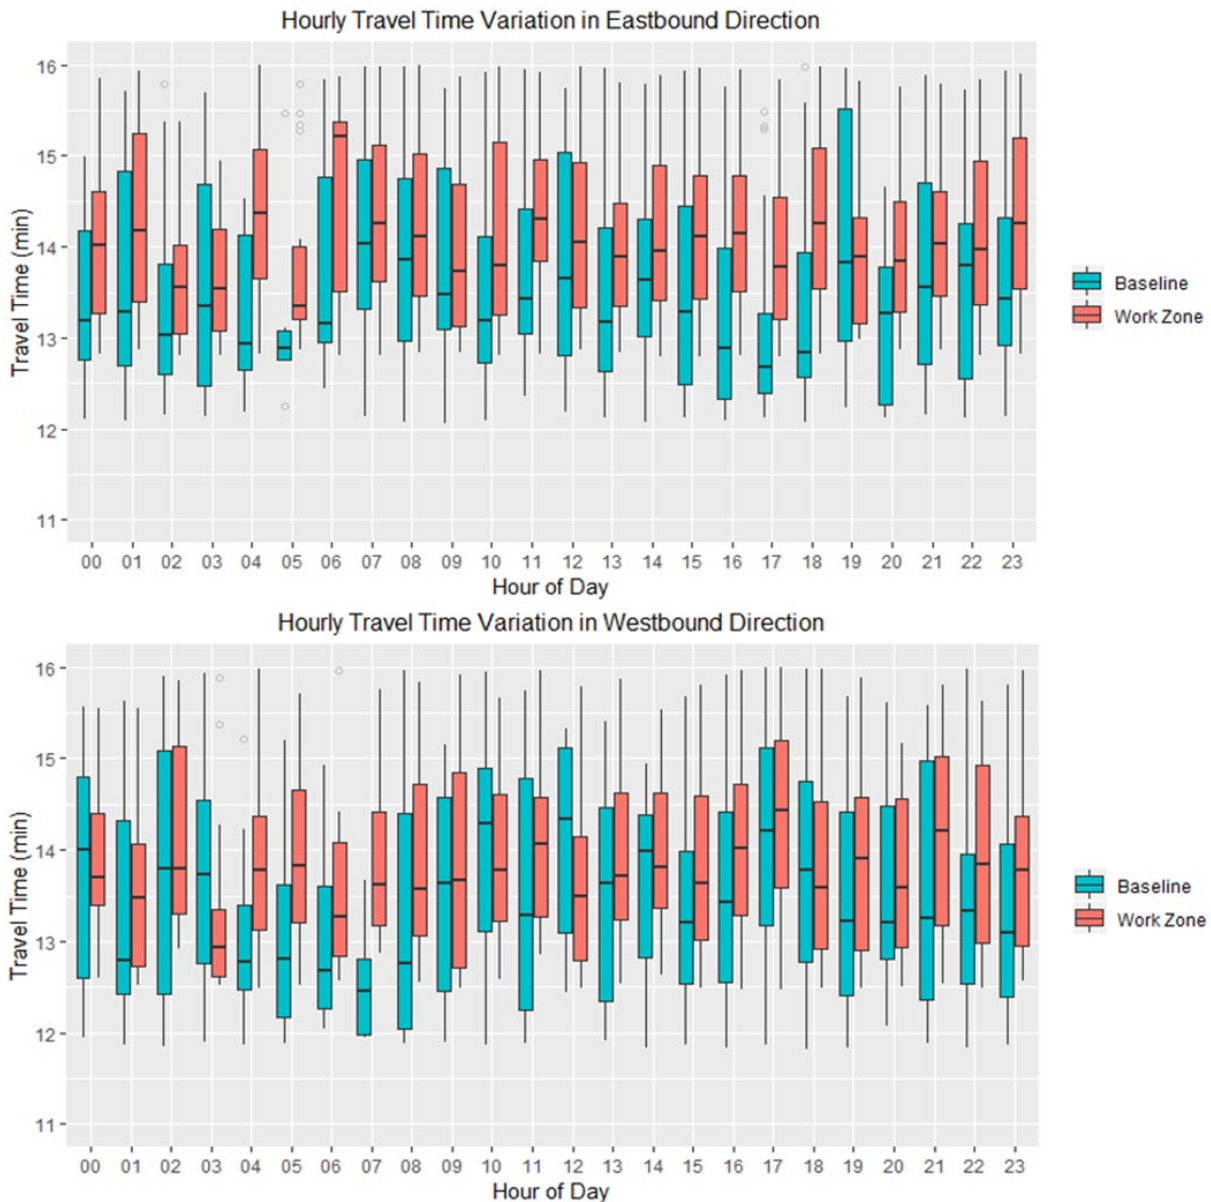 Hourly Travel Time Variation in Eastbound Direction
Travel Time (min)
16
15
14
13
12
11
00 01 02 03 04 05 06 07 08 09 10 11 12 13 14 15 16 17 18 19 20 21 22 23
Hour of Day
Baseline
Work Zone
Hourly Travel Time Variation in Westbound Direction
Travel Time (min)
16
15
14
13
12
11
00 01 02 03 04 05 06 07 08 09 10 11 12 13 14 15 16 17 18 19 20 21 22 23
Hour of Day
Baseline
Work Zone